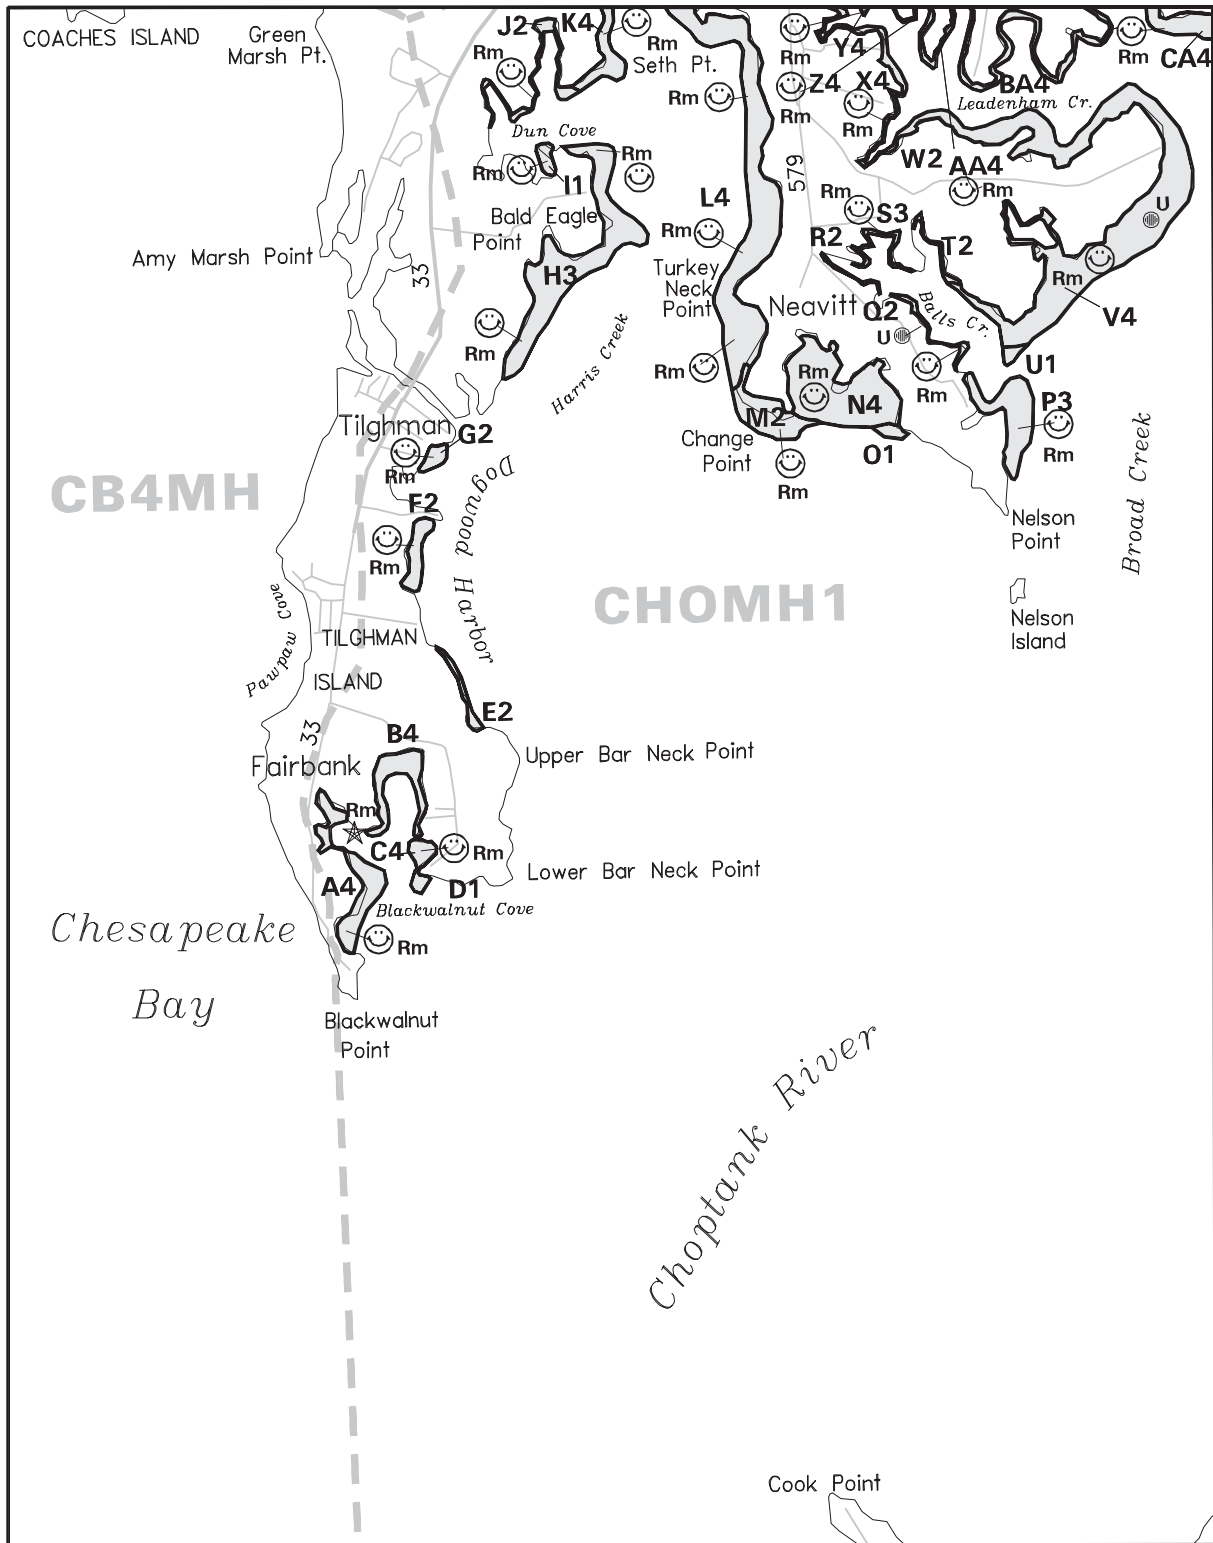 J2
K4
COACHES ISLAND
Green
Marsh Pt.
Rm
Rm
Seth Pt.
Rm
Rm
Y4
Rm
CA4
Z4
X4
BA4
Rm
Rm
Leadenham Cr.
Dun Cove
Rm
Rm
I1
W2
AA4
579
L4
Rm
Rm
U
Bald Eagle
Point
Rm
S3
R2
T2
Amy Marsh Point
33
H3
Turkey
Neck
Point
Rm
Neavitt
Q2
Balls Cr.
V4
Rm
Harris Creek
U
U1
Rm
Rm
Rm
P3
M2
N4
Tilghman
G2
Change
Point
O1
Rm
Rm
Rm
Broad Creek
CB4MH
F2
Dogwood Harbor
Nelson
Point
Rm
CHOMH1
Pawpaw Cove
Nelson
Island
TILGHMAN
ISLAND
E2
33
B4
Upper Bar Neck Point
Fairbank
Rm
C4
Rm
Lower Bar Neck Point
A4
D1
Blackwalnut Cove
Chesapeake
Bay
Rm
Blackwalnut
Point
Choptank River
Cook Point